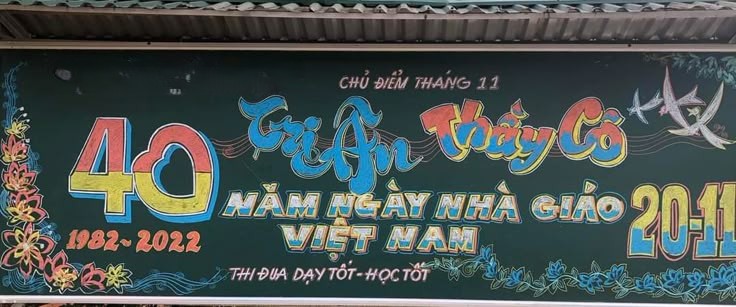 CHỦ ĐIỂM THÁNG 11
Tri Ân Thầy Cô
40 NĂM NGÀY NHÀ GIÁO 20-11
VIỆT NAM
1982~2022
THI ĐUA DẠY TỐT-HỌC TỐT